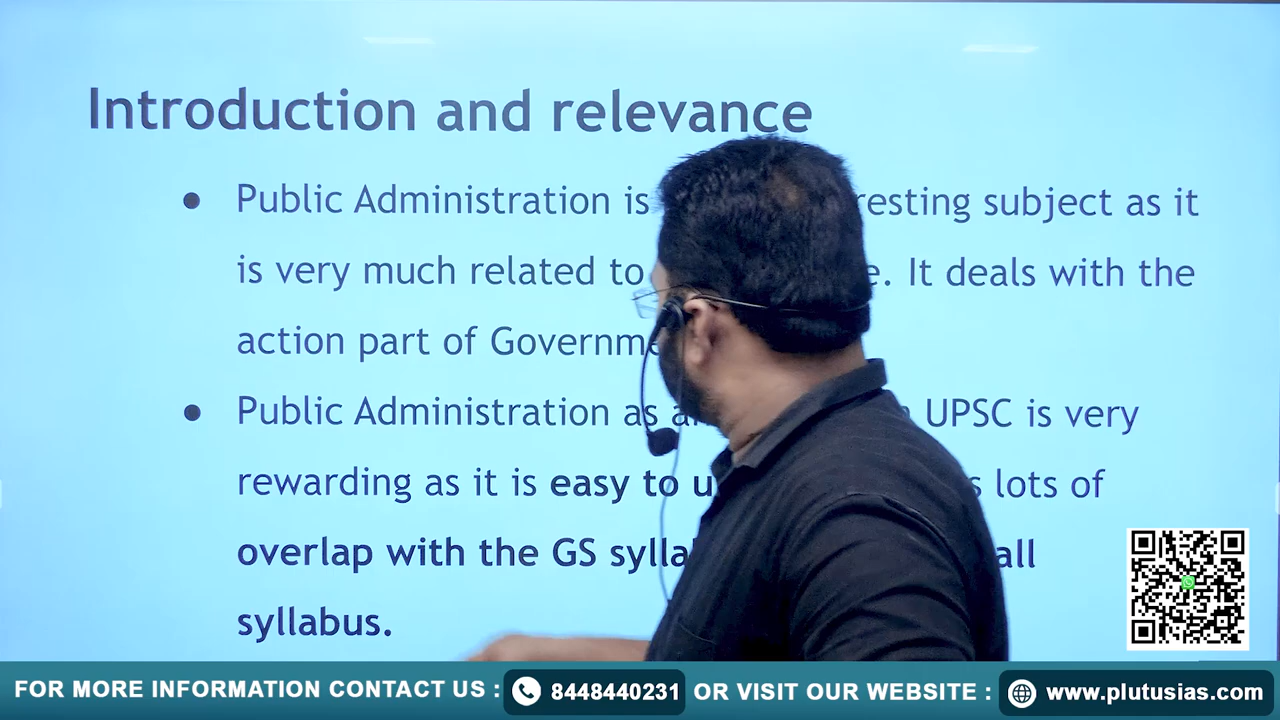 Introduction and relevance
● Public Administration is resting subject as it
is very much related to e. It deals with the
action part of Governme
● Public Administration as a UPSC is very
rewarding as it is easy to u s lots of
overlap with the GS sylla all
syllabus.
FOR MORE INFORMATION CONTACT US : 8448440231 OR VISIT OUR WEBSITE : www.plutusias.com